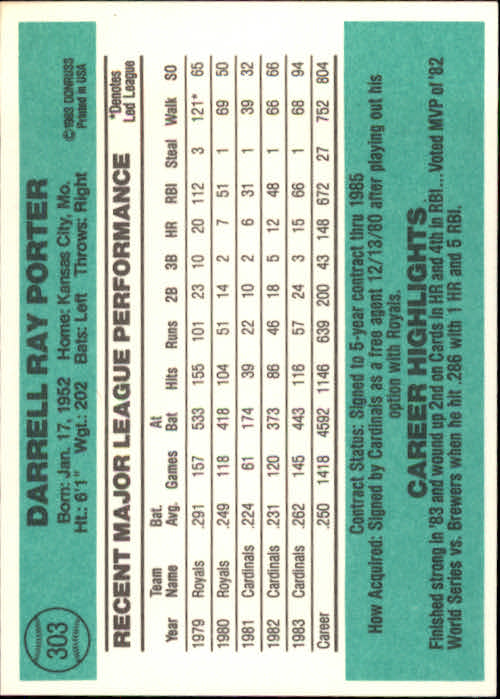 303
DARRELL RAY PORTER
Born: Jan. 17, 1952 Home: Kansas City, Mo.
Ht.: 6'1" Wgt.: 202 Bats: Left Throws: Right
©1983 DONRUSS
Printed in USA
RECENT MAJOR LEAGUE PERFORMANCE
*Denotes
Led League
Team Bat. At
Year Name Avg. Games Bat Hits Runs 2B 3B HR RBI Steal Walk SO
1979 Royals .291 157 533 155 101 23 10 20 112 3 121* 65
1980 Royals .249 118 418 104 51 14 2 7 51 1 69 50
1981 Cardinals .224 61 174 39 22 10 2 6 31 1 39 32
1982 Cardinals .231 120 373 86 46 18 5 12 48 1 66 66
1983 Cardinals .262 145 443 116 57 24 3 15 66 1 68 94
Career .250 1418 4592 1146 639 200 43 148 672 27 752 804
Contract Status: Signed to 5-year contract thru 1985
How Acquired: Signed by Cardinals as a free agent 12/13/80 after playing out his
option with Royals.
CAREER HIGHLIGHTS
Finished strong in '83 and wound up 2nd on Cards in HR and 4th in RBI...Voted MVP of '82
World Series vs. Brewers when he hit .286 with 1 HR and 5 RBI.